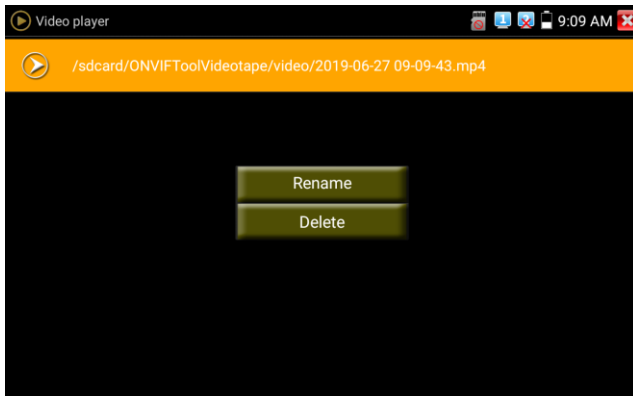 Video player
9:09 AM
/sdcard/ONVIFToolVideotape/video/2019-06-27 09-09-43.mp4
Rename
Delete